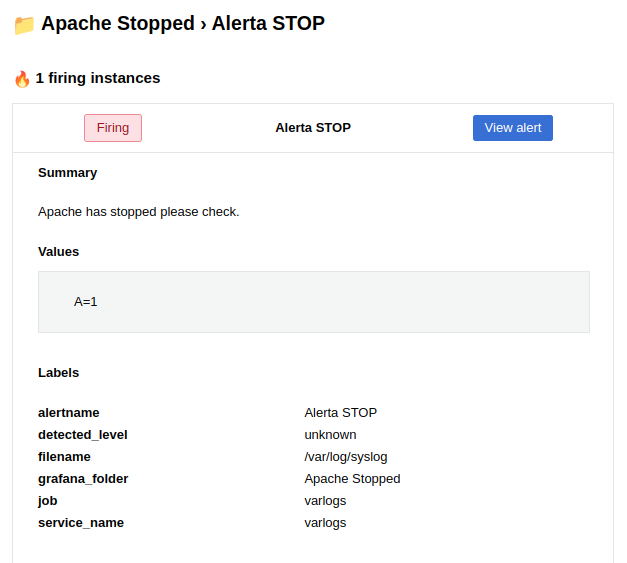 📁 Apache Stopped › Alerta STOP
🔥 1 firing instances
Firing Alerta STOP View alert
Summary
Apache has stopped please check.
Values
A=1
Labels
alertname Alerta STOP
detected_level unknown
filename /var/log/syslog
grafana_folder Apache Stopped
job varlogs
service_name varlogs